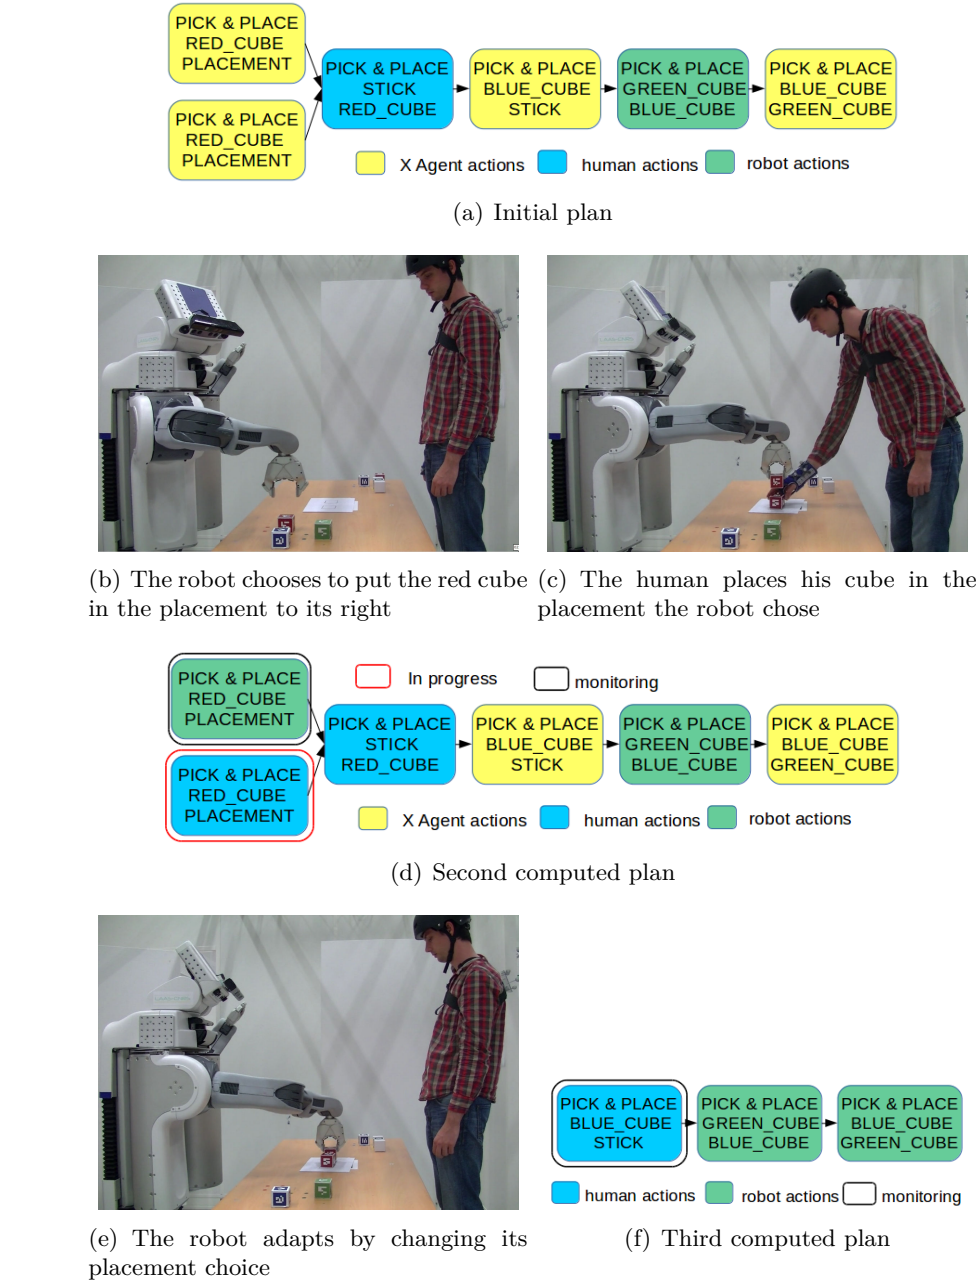 PICK & PLACE
RED_CUBE
PLACEMENT
PICK & PLACE
RED_CUBE
PLACEMENT
PICK & PLACE
STICK
RED_CUBE
PICK & PLACE
BLUE_CUBE
STICK
PICK & PLACE
GREEN_CUBE
BLUE_CUBE
PICK & PLACE
BLUE_CUBE
GREEN_CUBE
X Agent actions
human actions
robot actions
(a) Initial plan
(b) The robot chooses to put the red cube
in the placement to its right
(c) The human places his cube in the
placement the robot chose
In progress
monitoring
PICK & PLACE
RED_CUBE
PLACEMENT
PICK & PLACE
RED_CUBE
PLACEMENT
PICK & PLACE
STICK
RED_CUBE
PICK & PLACE
BLUE_CUBE
STICK
PICK & PLACE
GREEN_CUBE
BLUE_CUBE
PICK & PLACE
BLUE_CUBE
GREEN_CUBE
X Agent actions
human actions
robot actions
(d) Second computed plan
(e) The robot adapts by changing its
placement choice
PICK & PLACE
BLUE_CUBE
STICK
PICK & PLACE
GREEN_CUBE
BLUE_CUBE
PICK & PLACE
BLUE_CUBE
GREEN_CUBE
human actions
robot actions
monitoring
(f) Third computed plan